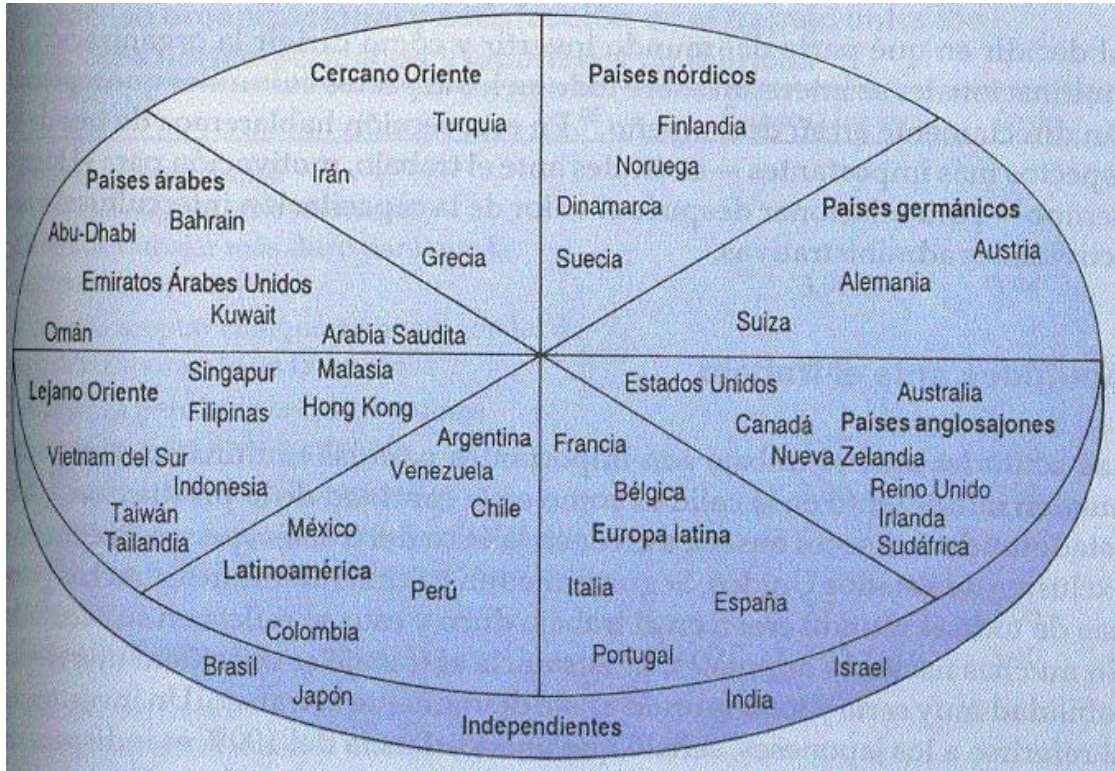 Cercano Oriente
Turquia
Irán
Grecia
Países nórdicos
Finlandia
Noruega
Dinamarca
Suecia
Países germánicos
Austria
Alemania
Suiza
Países árabes
Abu-Dhabi
Bahrain
Emiratos Árabes Unidos
Kuwait
Omán
Arabia Saudita
Lejano Oriente
Singapur
Malasia
Filipinas
Hong Kong
Vietnam del Sur
Indonesia
Taiwán
Tailandia
Argentina
Venezuela
Chile
México
Latinoamérica
Perú
Colombia
Francia
Bélgica
Europa latina
Italia
España
Portugal
Estados Unidos
Australia
Canadá
Países anglosajones
Nueva Zelandia
Reino Unido
Irlanda
Sudáfrica
Brasil
Japón
Independientes
India
Israel